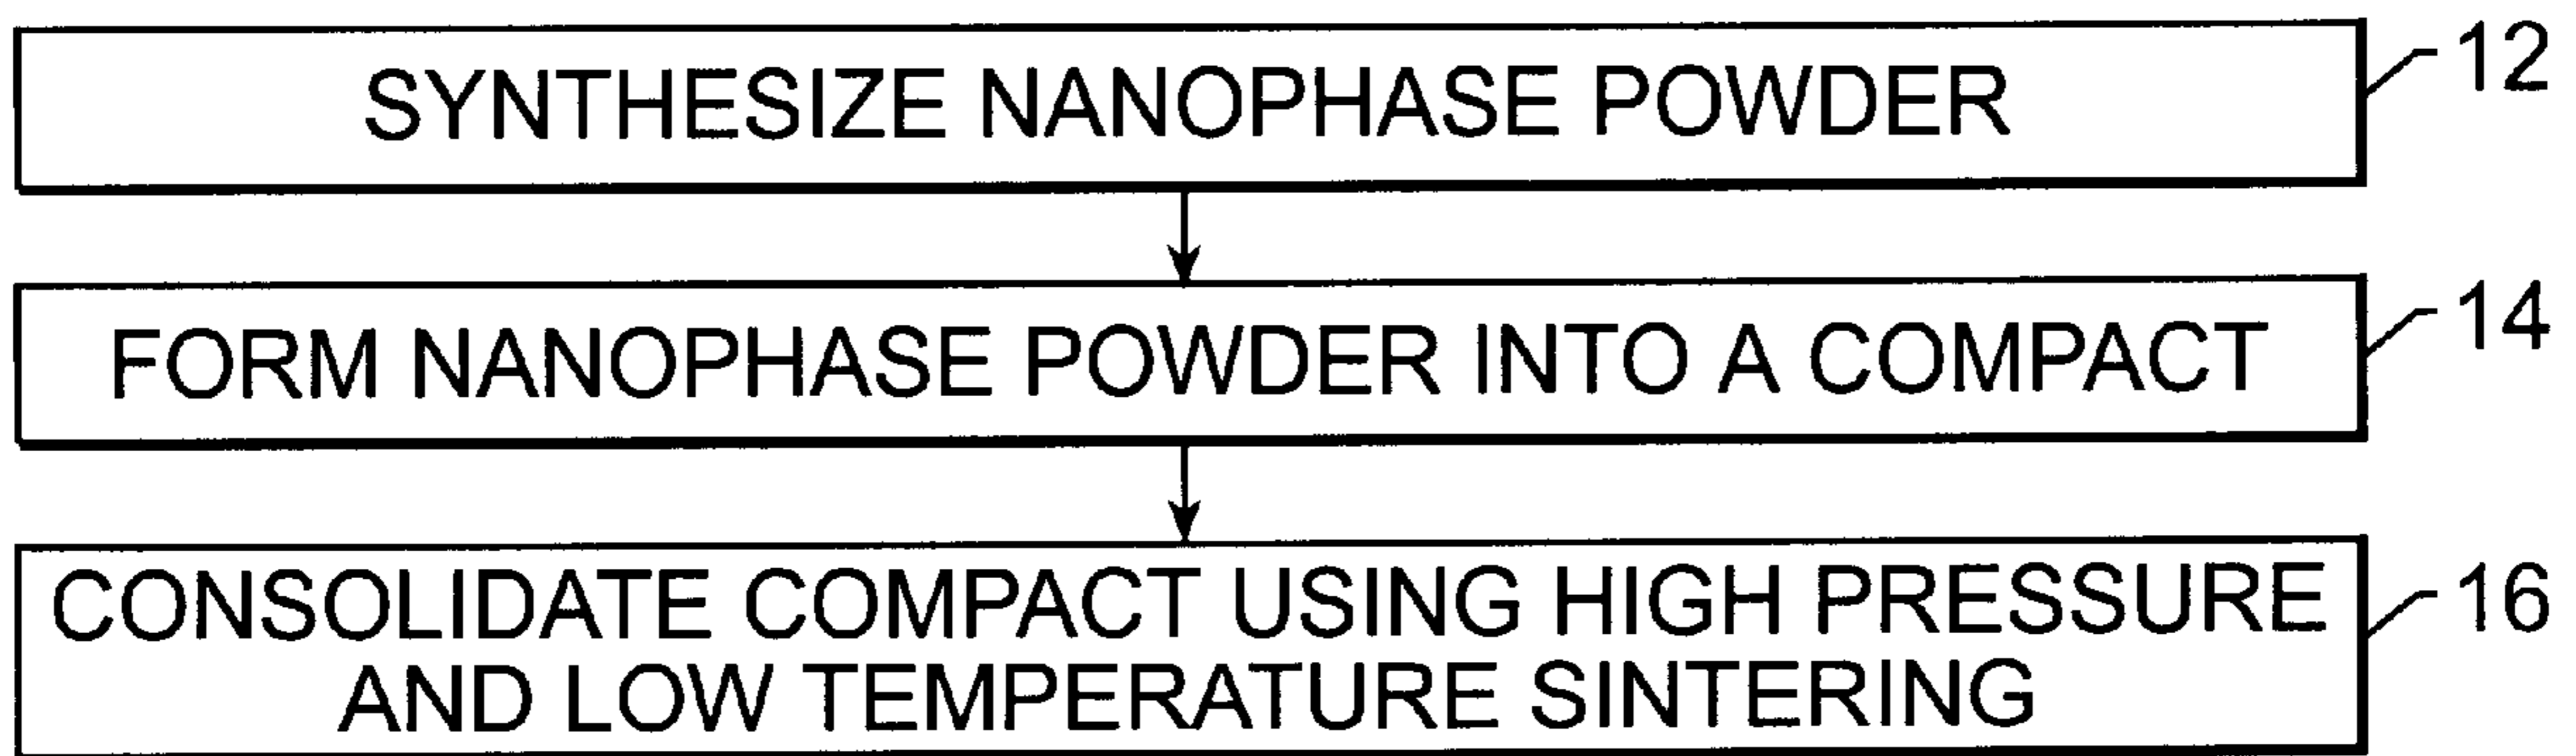 SYNTHESIZE NANOPHASE POWDER
12
FORM NANOPHASE POWDER INTO A COMPACT
14
CONSOLIDATE COMPACT USING HIGH PRESSURE
AND LOW TEMPERATURE SINTERING
16